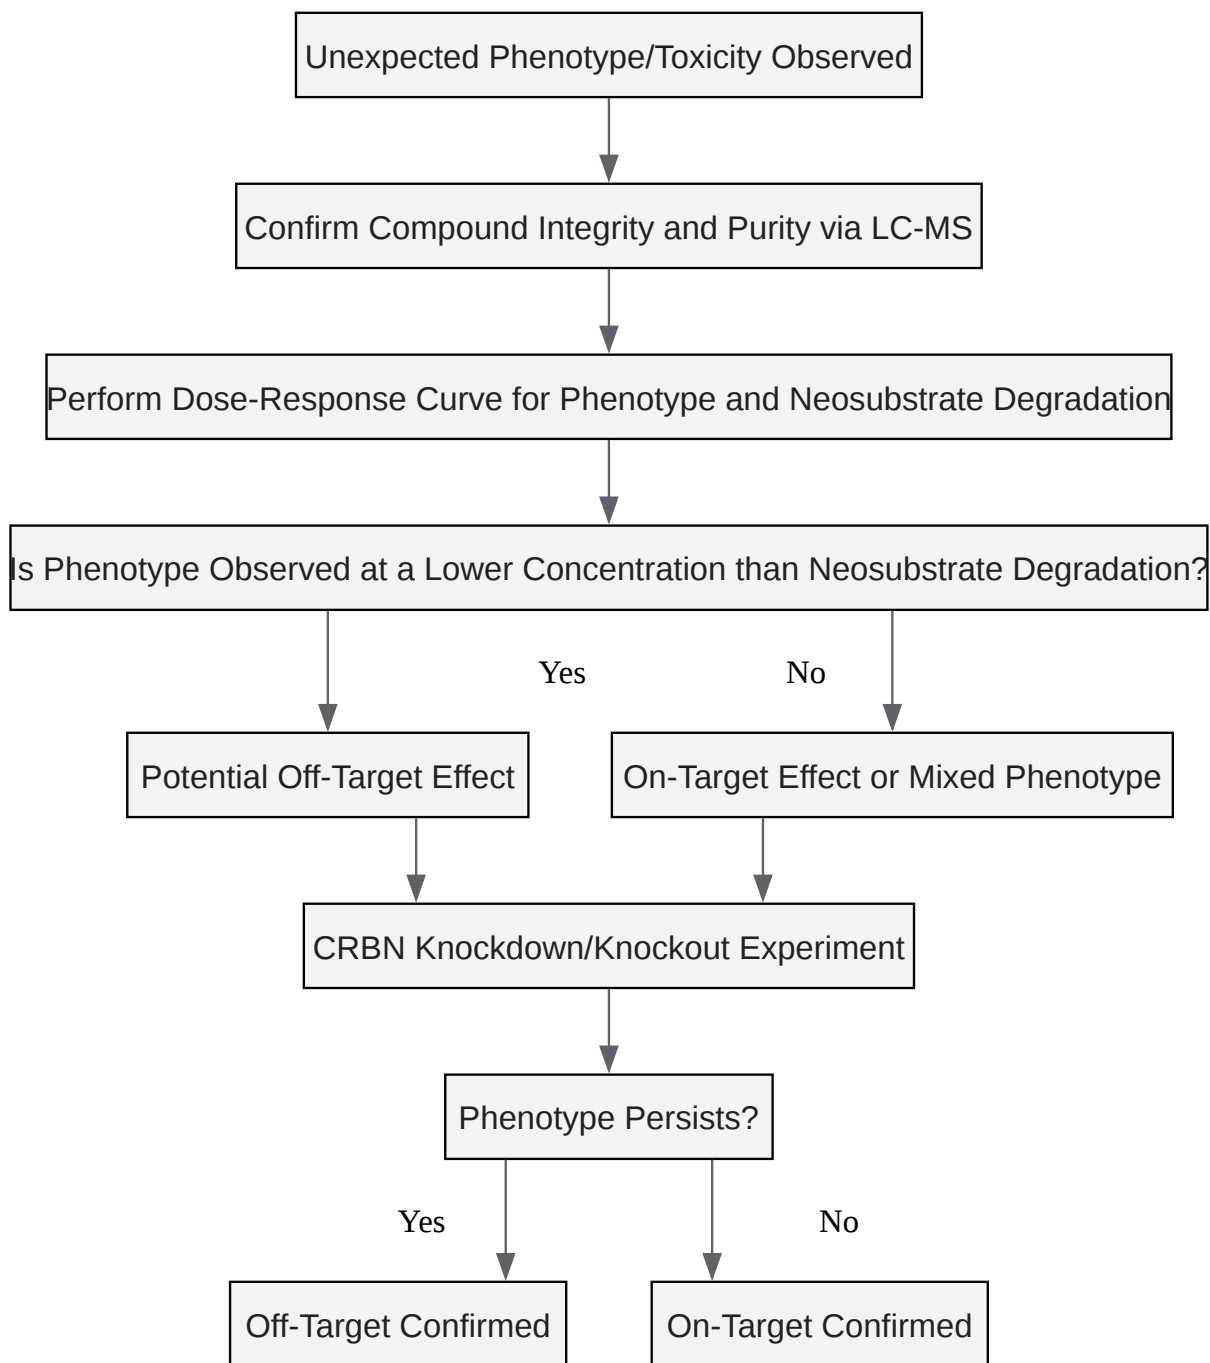 Unexpected Phenotype/Toxicity Observed
Confirm Compound Integrity and Purity via LC-MS
Perform Dose-Response Curve for Phenotype and Neosubstrate Degradation
Is Phenotype Observed at a Lower Concentration than Neosubstrate Degradation?
Yes
No
Potential Off-Target Effect
On-Target Effect or Mixed Phenotype
CRBN Knockdown/Knockout Experiment
Phenotype Persists?
Yes
No
Off-Target Confirmed
On-Target Confirmed